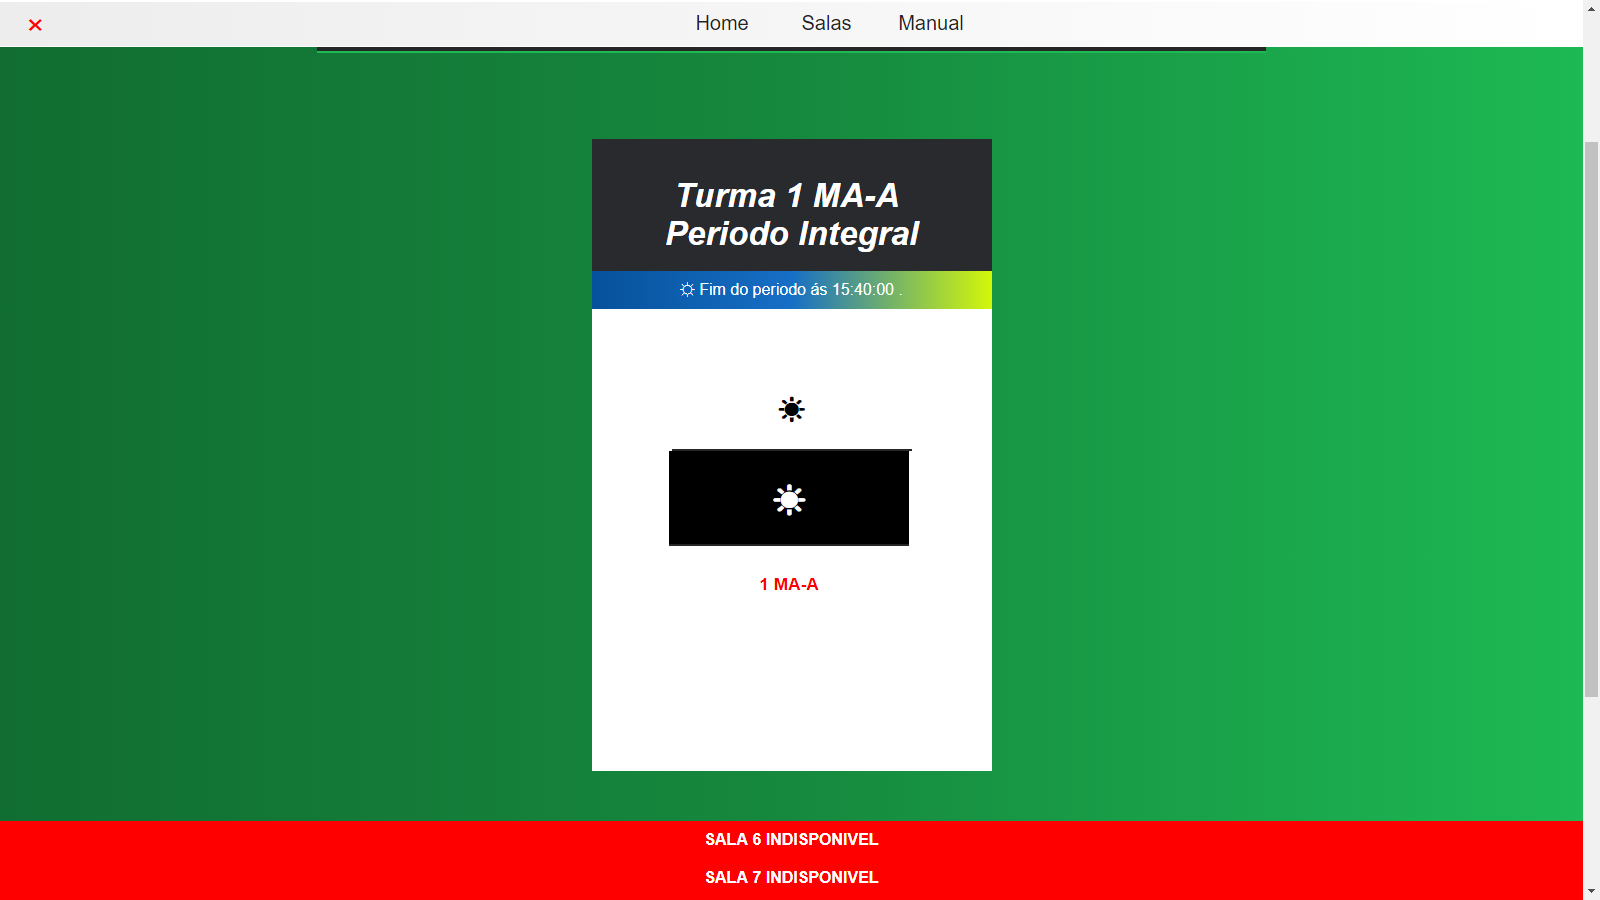 Home Salas Manual
Turma 1 MA-A
Periodo Integral
Fim do periodo ás 15:40:00 .
1 MA-A
SALA 6 INDISPONIVEL
SALA 7 INDISPONIVEL